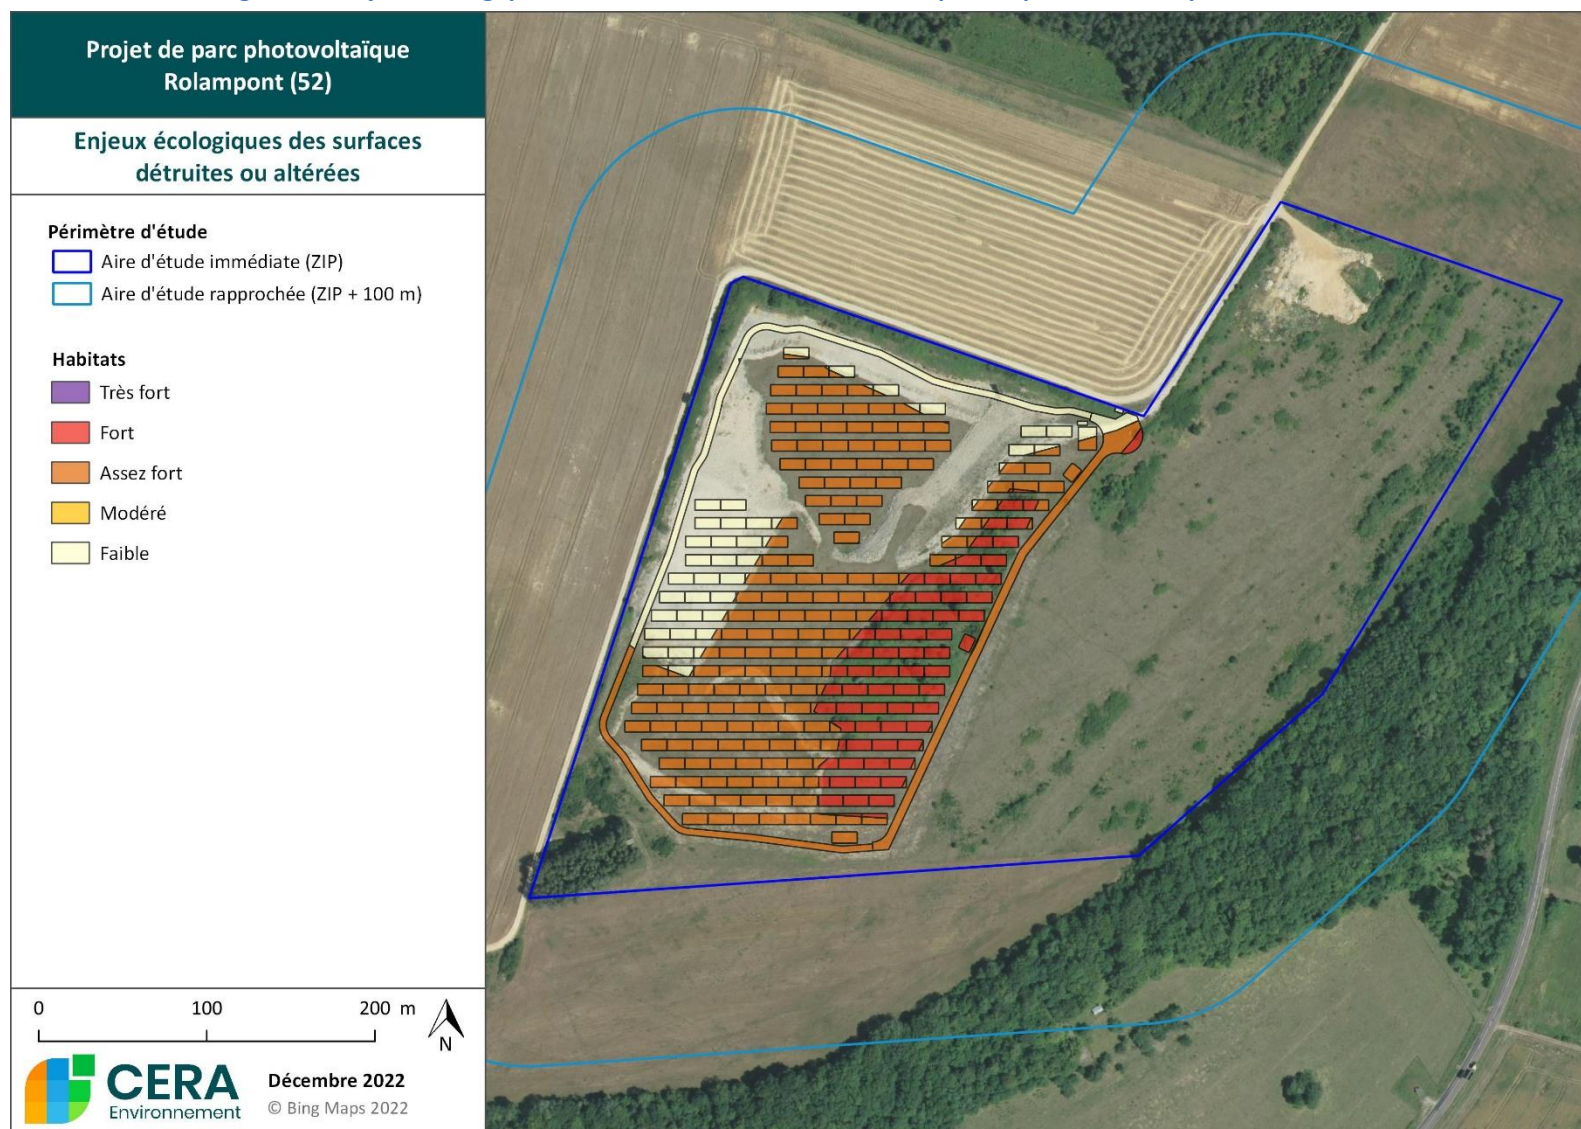 Projet de parc photovoltaïque
Rolampont (52)
Enjeux écologiques des surfaces
détruites ou altérées
Périmètre d'étude
Aire d'étude immédiate (ZIP)
Aire d'étude rapprochée (ZIP + 100 m)
Habitats
Très fort
Fort
Assez fort
Modéré
Faible
0 100 200 m
N
CERA
Environnement
Décembre 2022
© Bing Maps 2022